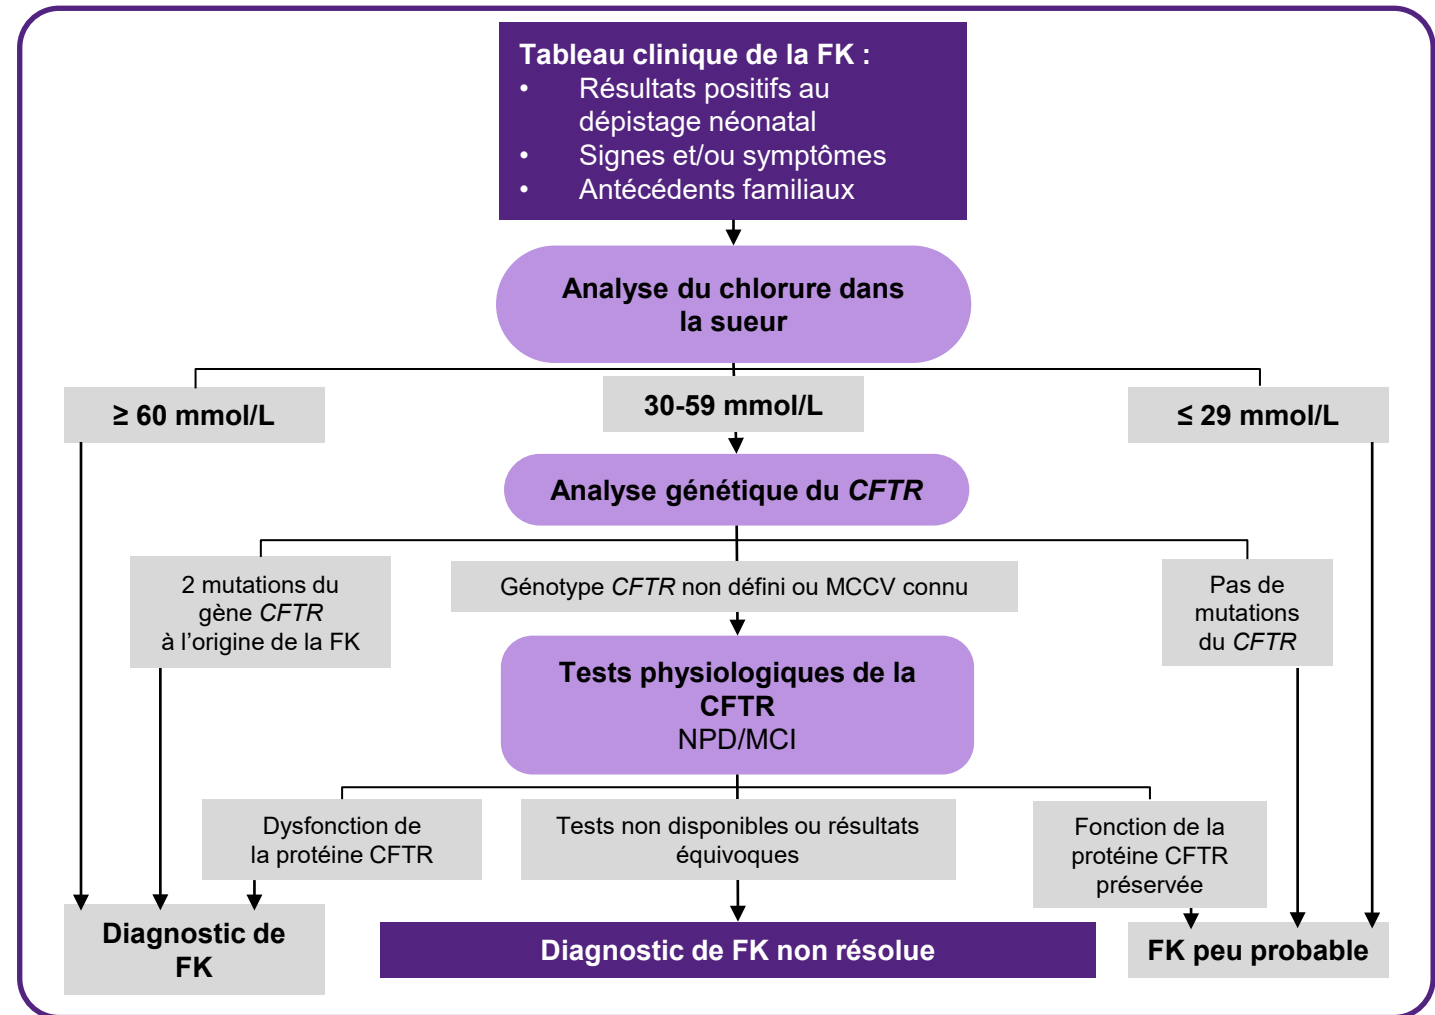 Tableau clinique de la FK :
• Résultats positifs au
dépistage néonatal
• Signes et/ou symptômes
• Antécédents familiaux
Analyse du chlorure dans
la sueur
≥ 60 mmol/L
30-59 mmol/L
≤ 29 mmol/L
Analyse génétique du CFTR
2 mutations du
gène CFTR
à l'origine de la FK
Génotype CFTR non défini ou MCCV connu
Pas de
mutations
du CFTR
Tests physiologiques de la
CFTR
NPD/MCI
Dysfonction de
la protéine CFTR
Tests non disponibles ou résultats
équivoques
Fonction de la
protéine CFTR
préservée
Diagnostic de
FK
Diagnostic de FK non résolue
FK peu probable